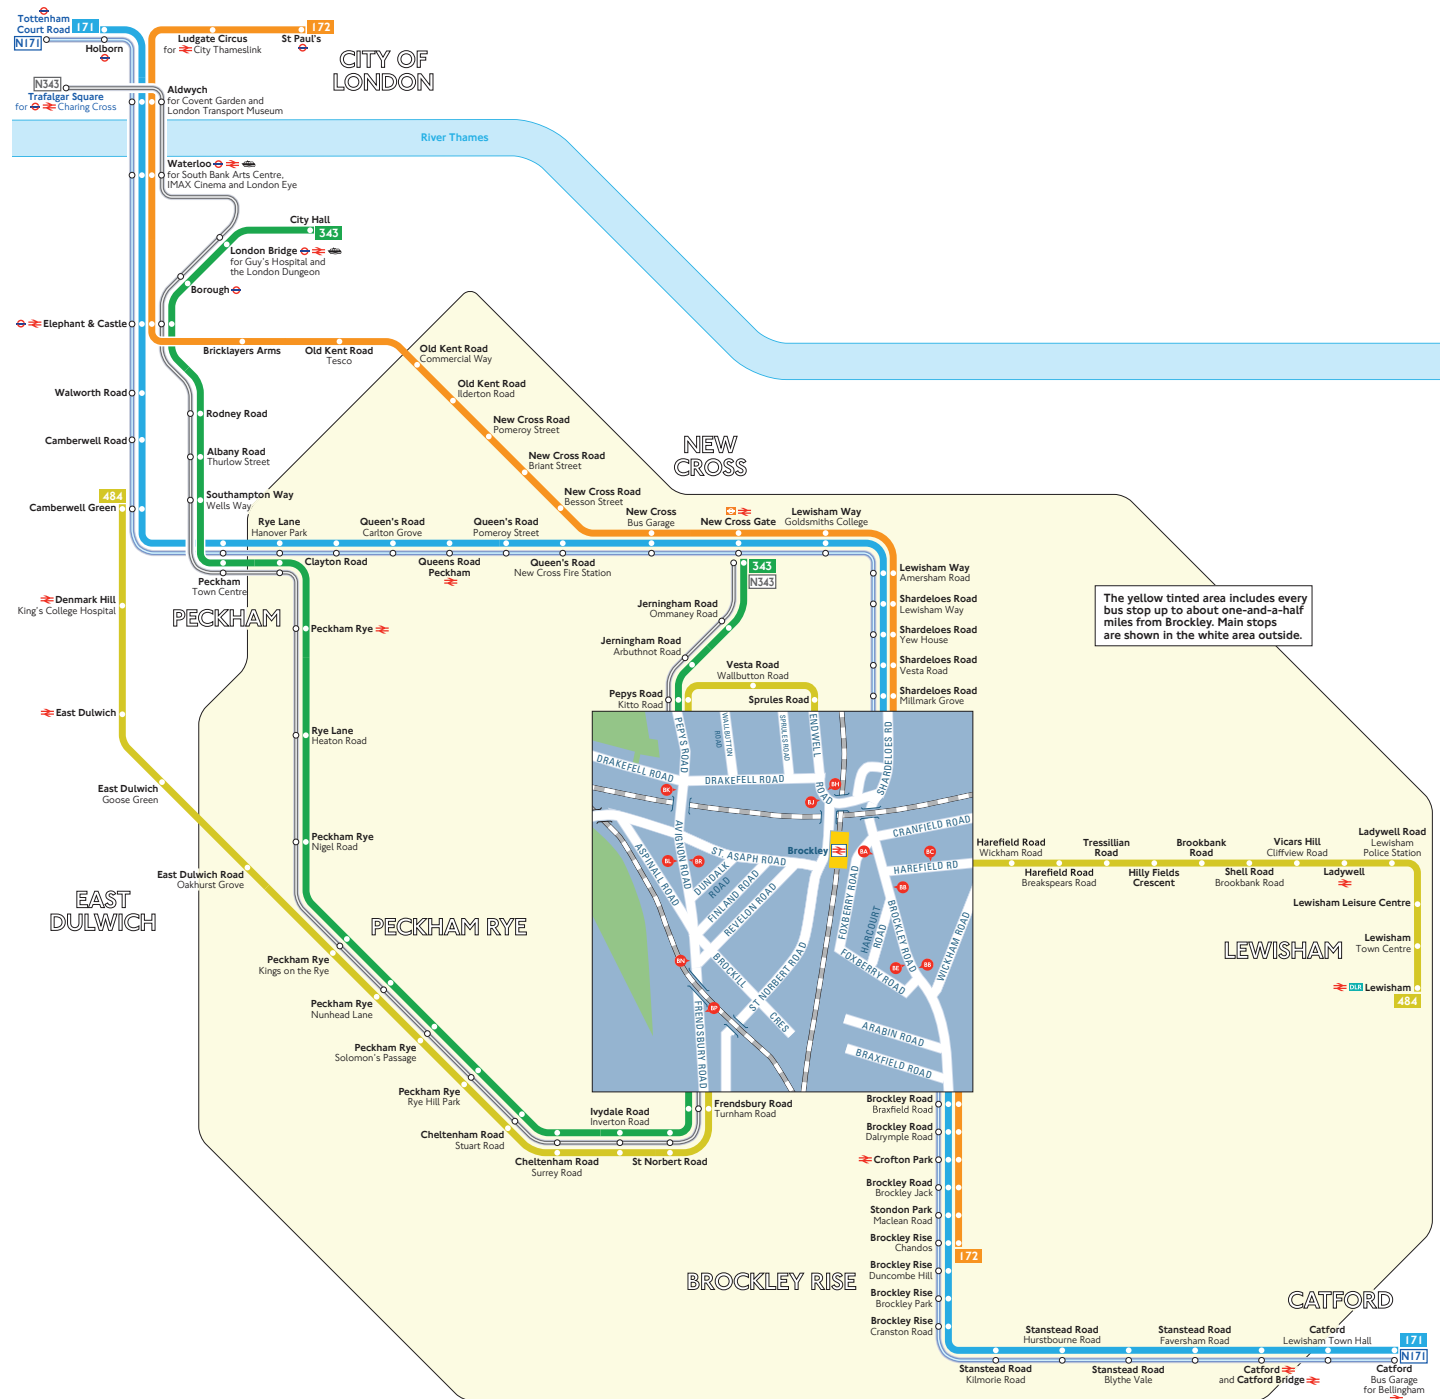 Tottenham
Court Road
171
N171
Holborn
Ludgate Circus
for City Thameslink
St Paul's
172
CITY OF
LONDON
N343
Trafalgar Square
for Charing Cross
Aldwych
for Covent Garden and
London Transport Museum
River Thames
Waterloo
for South Bank Arts Centre,
IMAX Cinema and London Eye
City Hall
343
London Bridge
for Guy's Hospital and
the London Dungeon
Borough
Elephant & Castle
Bricklayers Arms
Old Kent Road
Tesco
Old Kent Road
Commercial Way
Old Kent Road
Ilderton Road
New Cross Road
Pomeroy Street
New Cross Road
Briant Street
New Cross Road
Besson Street
NEW
CROSS
Walworth Road
Camberwell Road
Rodney Road
Albany Road
Thurlow Street
Southampton Way
Wells Way
484
Camberwell Green
Rye Lane
Hanover Park
Clayton Road
Queen's Road
Carlton Grove
Queens Road
Peckham
Queen's Road
Pomeroy Street
Queen's Road
New Cross Fire Station
New Cross
Bus Garage
New Cross Gate
Lewisham Way
Goldsmiths College
343
N343
Peckham
Town Centre
PECKHAM
Denmark Hill
King's College Hospital
Peckham Rye
Jerningham Road
Ommaney Road
Jerningham Road
Arbuthnot Road
Pepys Road
Kitto Road
Vesta Road
Wallbutton Road
Sprules Road
Lewisham Way
Amersham Road
Shardeloes Road
Lewisham Way
Shardeloes Road
Yew House
Shardeloes Road
Vesta Road
Shardeloes Road
Millmark Grove
The yellow tinted area includes every
bus stop up to about one-and-a-half
miles from Brockley. Main stops
are shown in the white area outside.
East Dulwich
Rye Lane
Heaton Road
East Dulwich
Goose Green
Peckham Rye
Nigel Road
East Dulwich Road
Oakhurst Grove
EAST
DULWICH
PECKHAM RYE
PEPYS ROAD
WALLBUTTON
ROAD
SPRULES ROAD
ENDWELL
ROAD
SHARDELOES RD
DRAKEFELL ROAD
DRAKEFELL ROAD
BK
BH
BJ
AVIGNON ROAD
ASPINALL ROAD
ST. ASAPH ROAD
Brockley
BA
BC
CRANFIELD ROAD
HAREFIELD RD
BL
BR
DUNDALK
ROAD
FINLAND ROAD
REVELON ROAD
FOXBERRY ROAD
HARCOURT
ROAD
BB
BROCKLEY ROAD
WICKHAM ROAD
BN
BROCKILL
CRES
ST NORBERT ROAD
FOXBERRY ROAD
BE
BB
BP
FRENDSBURY ROAD
ARABIN ROAD
BRAXFIELD ROAD
Harefield Road
Wickham Road
Harefield Road
Breakspears Road
Tressillian
Road
Hilly Fields
Crescent
Brookbank
Road
Shell Road
Brookbank Road
Vicars Hill
Cliffview Road
Ladywell
Ladywell Road
Lewisham
Police Station
Lewisham Leisure Centre
Lewisham
Town Centre
LEWISHAM
DLR Lewisham
484
Peckham Rye
Kings on the Rye
Peckham Rye
Nunhead Lane
Peckham Rye
Solomon's Passage
Peckham Rye
Rye Hill Park
Cheltenham Road
Stuart Road
Cheltenham Road
Surrey Road
Ivydale Road
Inverton Road
St Norbert Road
Frendsbury Road
Turnham Road
Brockley Road
Braxfield Road
Brockley Road
Dalrymple Road
Crofton Park
Brockley Road
Brockley Jack
Stondon Park
Maclean Road
Brockley Rise
Chandos
172
Brockley Rise
Duncombe Hill
Brockley Rise
Brockley Park
Brockley Rise
Cranston Road
BROCKLEY RISE
CATFORD
Stanstead Road
Kilmorie Road
Stanstead Road
Hurstbourne Road
Stanstead Road
Blythe Vale
Stanstead Road
Faversham Road
Catford
and Catford Bridge
Catford
Lewisham Town Hall
171
N171
Catford
Bus Garage
for Bellingham